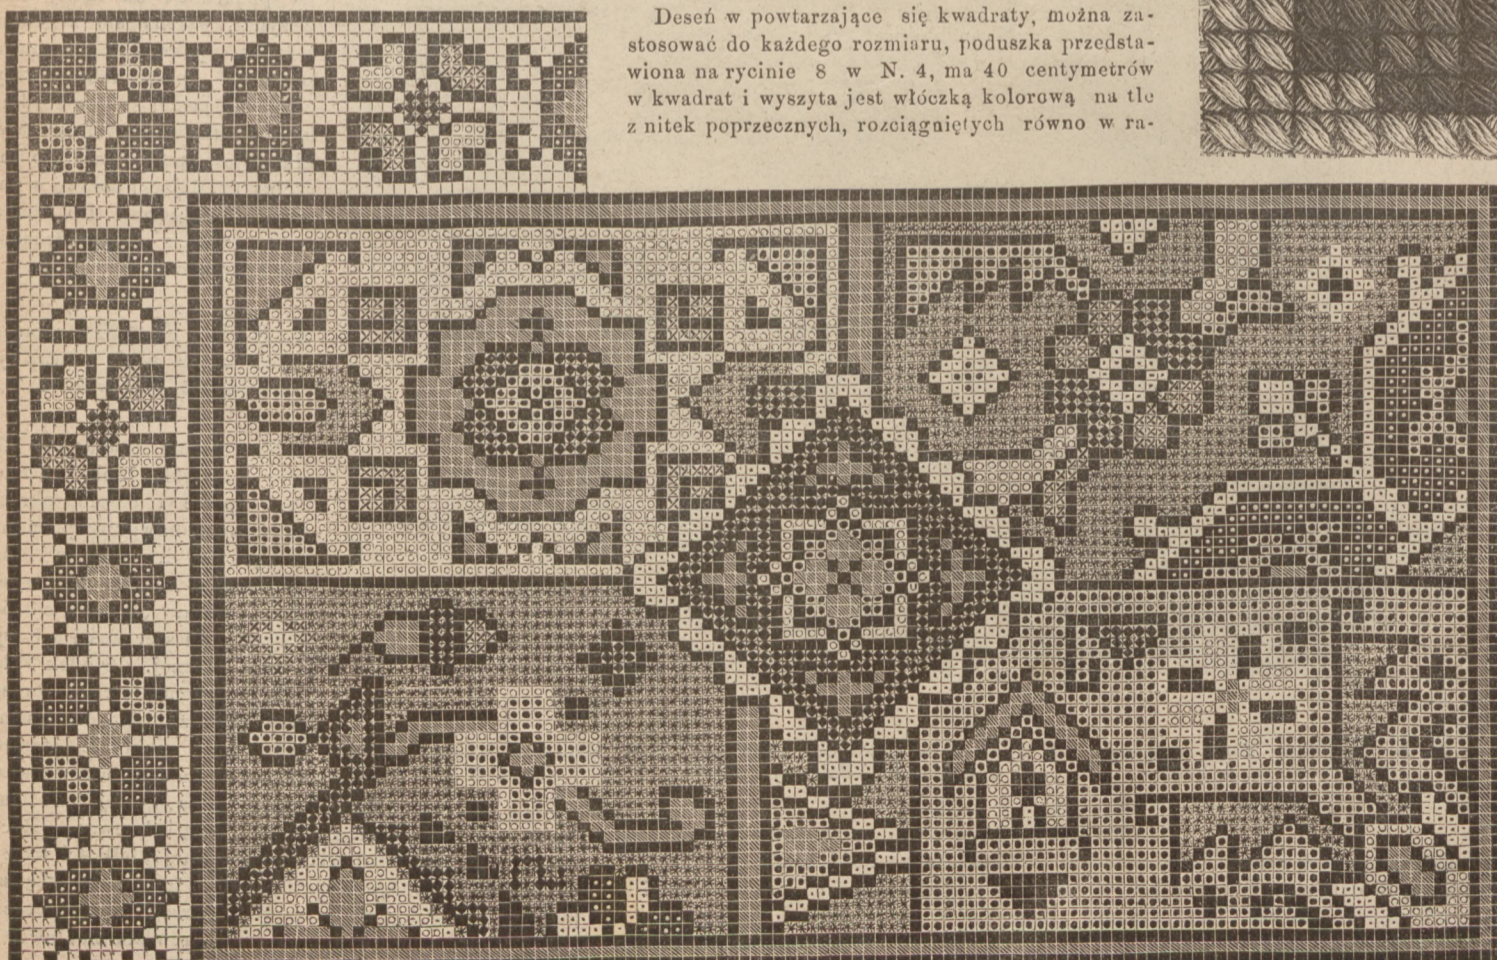 Deseń w powtarzające się kwadraty, można za-
stosować do każdego rozmiaru, poduszka przedsta-
wiona na rycinie 8 w N. 4, ma 40 centymetrów
w kwadrat i wyszyta jest włóczką kolorową na tle
z nitek poprzecznych, rozciągniętych równo w ra-